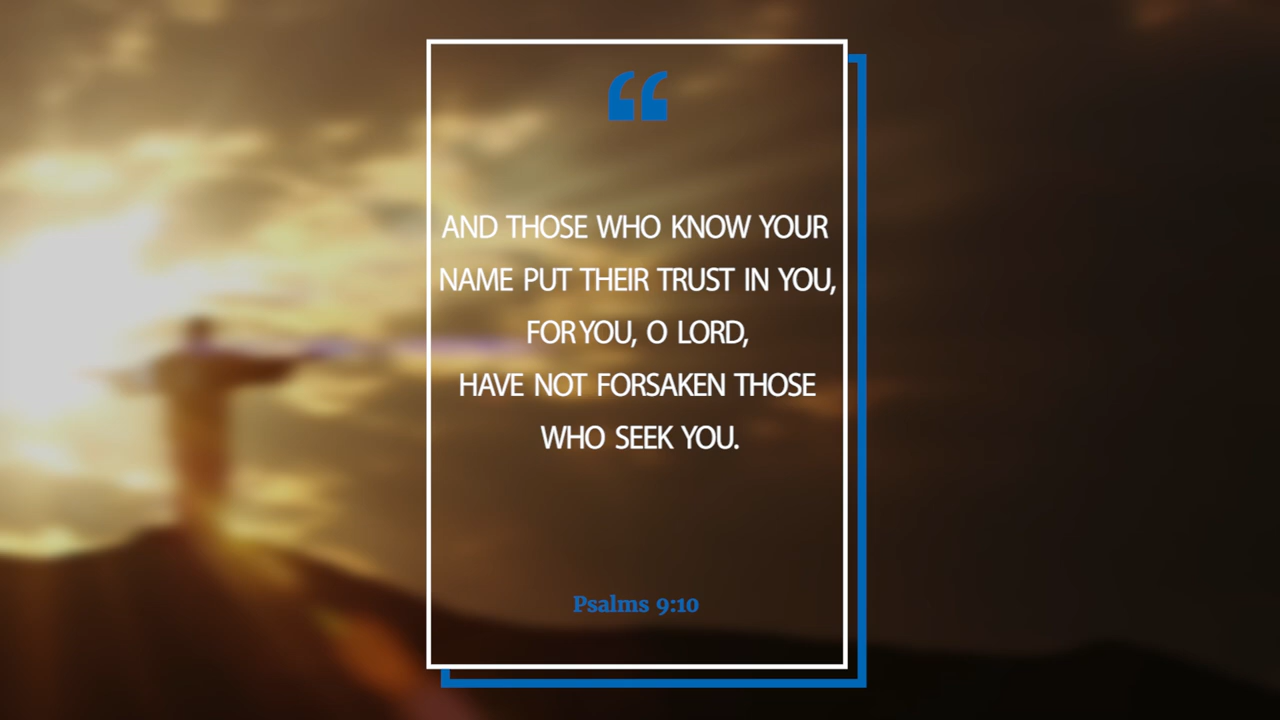 “
AND THOSE WHO KNOW YOUR
NAME PUT THEIR TRUST IN YOU,
FOR YOU, O LORD,
HAVE NOT FORSAKEN THOSE
WHO SEEK YOU.
Psalms 9:10